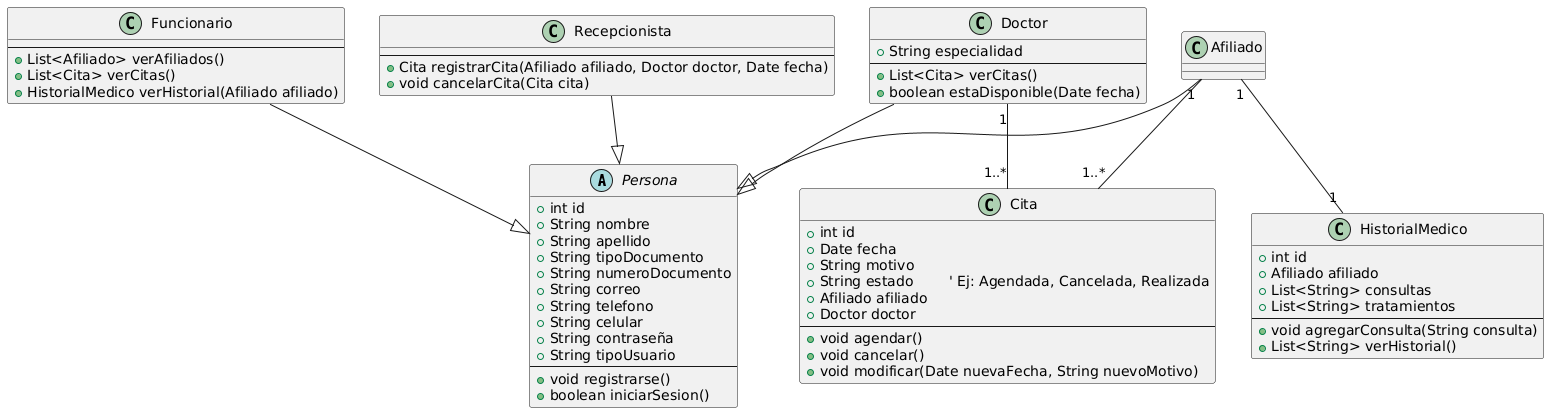 C Funcionario
List<Afiliado> verAfiliados()
List<Cita> verCitas()
HistorialMedico verHistorial(Afiliado afiliado)
C Recepcionista
Cita registrarCita(Afiliado afiliado, Doctor doctor, Date fecha)
void cancelarCita(Cita cita)
C Doctor
String especialidad
List<Cita> verCitas()
boolean estaDisponible(Date fecha)
C Afiliado
1
1
1
1..*
1..*
1
A Persona
int id
String nombre
String apellido
String tipoDocumento
String numeroDocumento
String correo
String telefono
String celular
String contraseña
String tipoUsuario
void registrarse()
boolean iniciarSesion()
C Cita
int id
Date fecha
String motivo
String estado ' Ej: Agendada, Cancelada, Realizada
Afiliado afiliado
Doctor doctor
void agendar()
void cancelar()
void modificar(Date nuevaFecha, String nuevoMotivo)
C HistorialMedico
int id
Afiliado afiliado
List<String> consultas
List<String> tratamientos
void agregarConsulta(String consulta)
List<String> verHistorial()